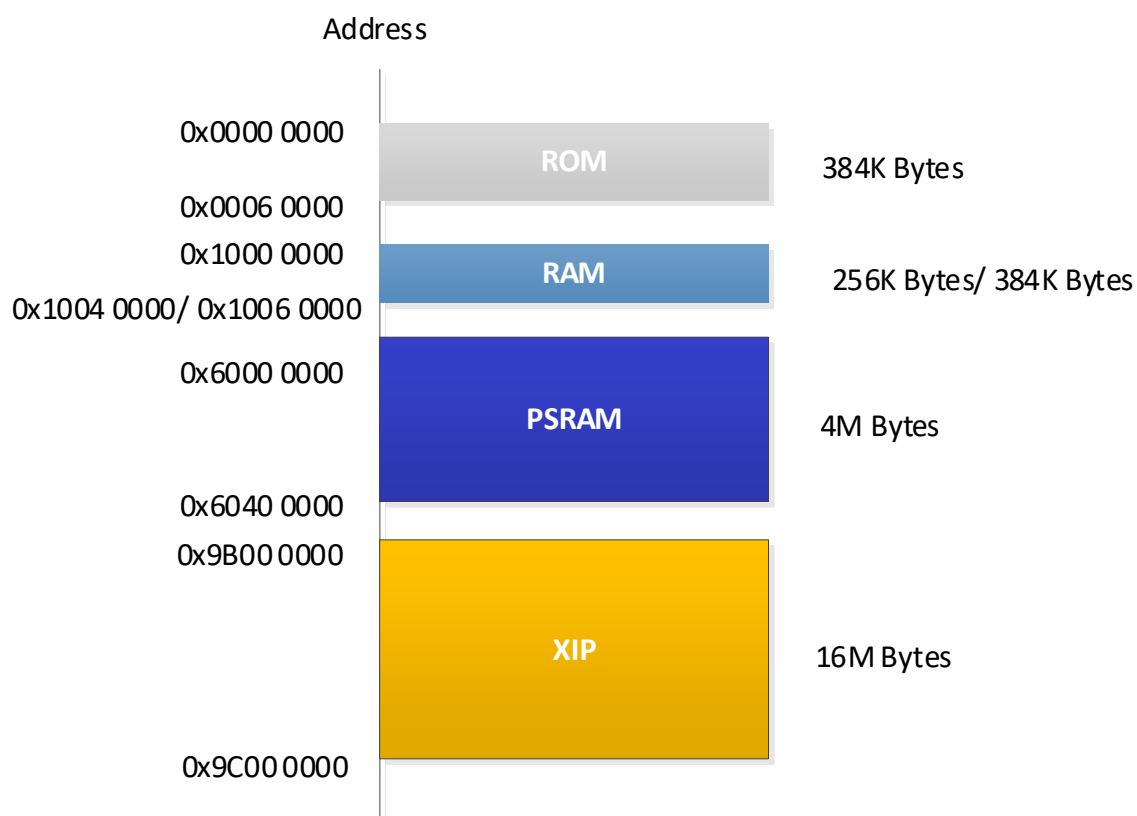 Address
0x0000 0000
ROM
384K Bytes
0x0006 0000
0x1000 0000
RAM
256K Bytes/ 384K Bytes
0x1004 0000/ 0x1006 0000
0x6000 0000
PSRAM
4M Bytes
0x6040 0000
0x9B00 0000
XIP
16M Bytes
0x9C00 0000